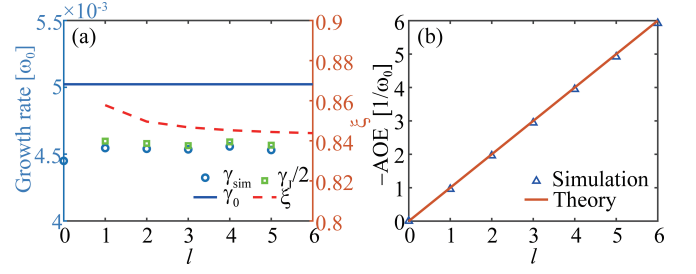 ×10⁻³
5.5
5
4.5
4
Growth rate [ω₀]
(a)
0.9
0.88
0.86
0.84
0.82
0.8
ξ
γsim
γ₁/2
γ₀
ξ
0 1 2 3 4 5 6
l
6
5
4
3
2
1
0
−AOE [1/ω₀]
(b)
Simulation
Theory
0 1 2 3 4 5 6
l